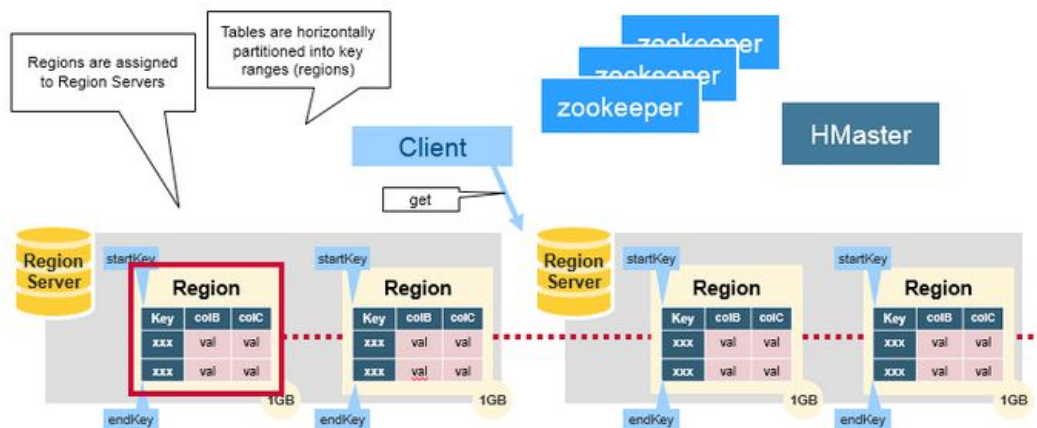 Regions are assigned
to Region Servers
Tables are horizontally
partitioned into key
ranges (regions)
zookeeper
zookeeper
zookeeper
HMaster
Client
get
Region
Server
startKey
Region
Key colB colC
xxx val val
xxx val val
1GB
endKey
startKey
Region
Key colB colC
xxx val val
xxx val val
1GB
endKey
Region
Server
startKey
Region
Key colB colC
xxx val val
xxx val val
1GB
endKey
startKey
Region
Key colB colC
xxx val val
xxx val val
1GB
endKey